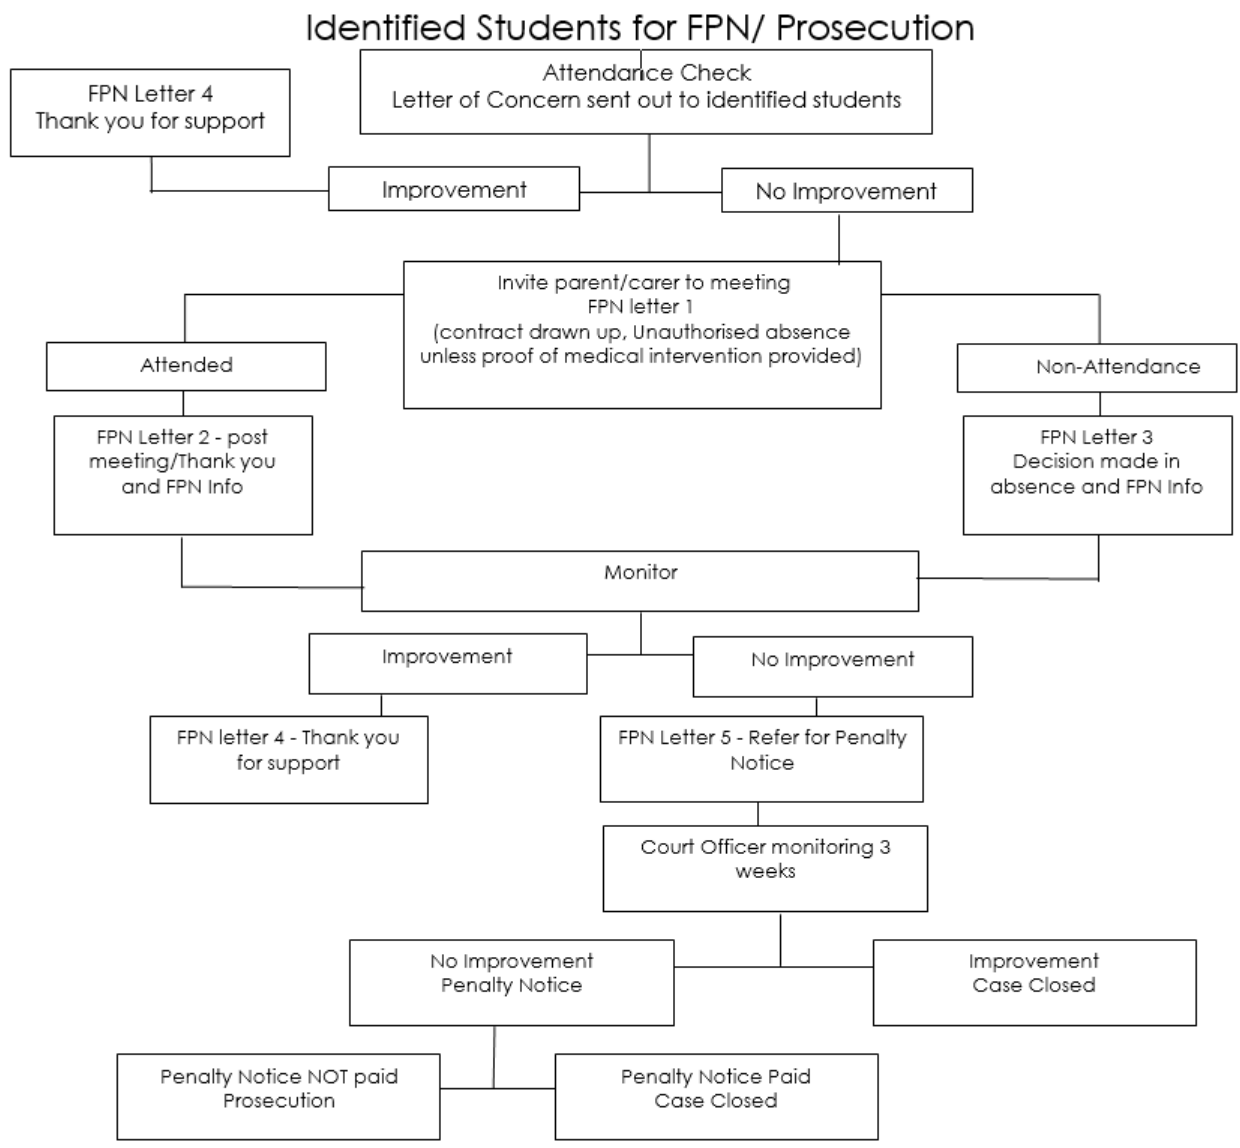 Identified Students for FPN/ Prosecution
Attendance Check
Letter of Concern sent out to identified students
FPN Letter 4
Thank you for support
Improvement
No Improvement
Invite parent/carer to meeting
FPN letter 1
(contract drawn up, Unauthorised absence
unless proof of medical intervention provided)
Attended
Non-Attendance
FPN Letter 2 - post
meeting/Thank you
and FPN Info
FPN Letter 3
Decision made in
absence and FPN Info
Monitor
Improvement
No Improvement
FPN letter 4 - Thank you
for support
FPN Letter 5 - Refer for Penalty
Notice
Court Officer monitoring 3
weeks
No Improvement
Penalty Notice
Improvement
Case Closed
Penalty Notice NOT paid
Prosecution
Penalty Notice Paid
Case Closed